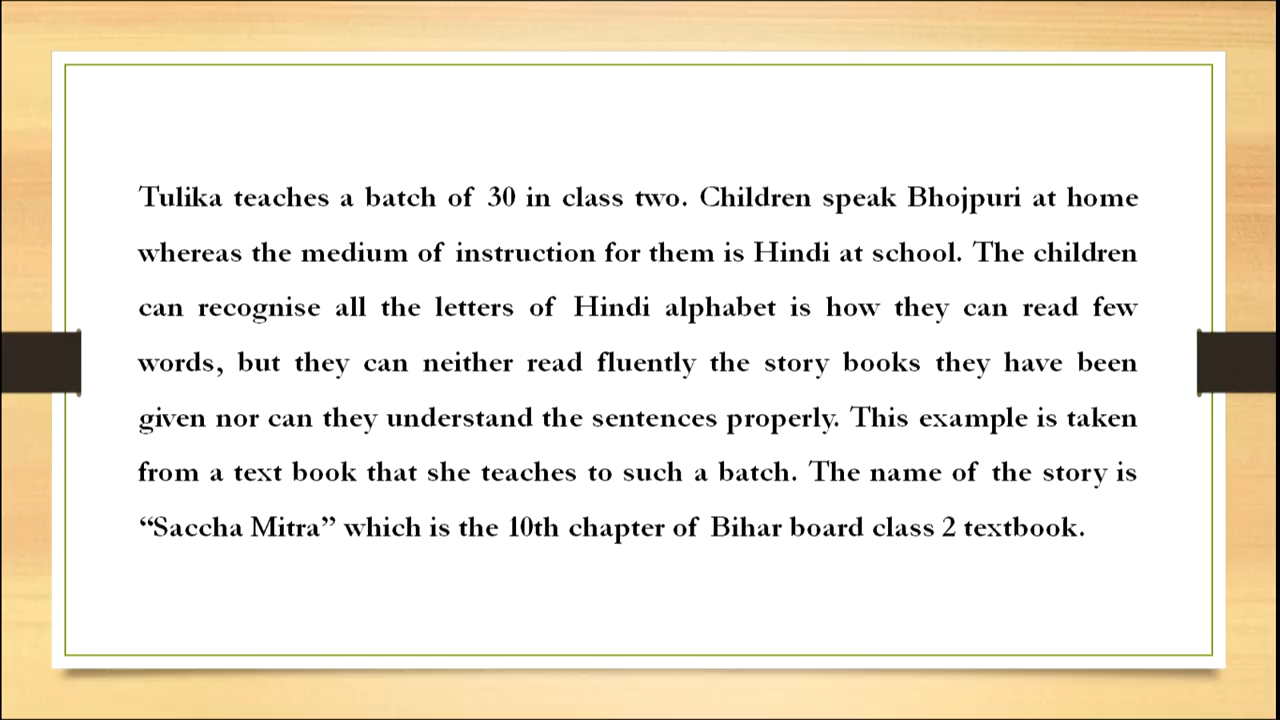 Tulika teaches a batch of 30 in class two. Children speak Bhojpuri at home
whereas the medium of instruction for them is Hindi at school. The children
can recognise all the letters of Hindi alphabet is how they can read few
words, but they can neither read fluently the story books they have been
given nor can they understand the sentences properly. This example is taken
from a text book that she teaches to such a batch. The name of the story is
“Saccha Mitra” which is the 10th chapter of Bihar board class 2 textbook.